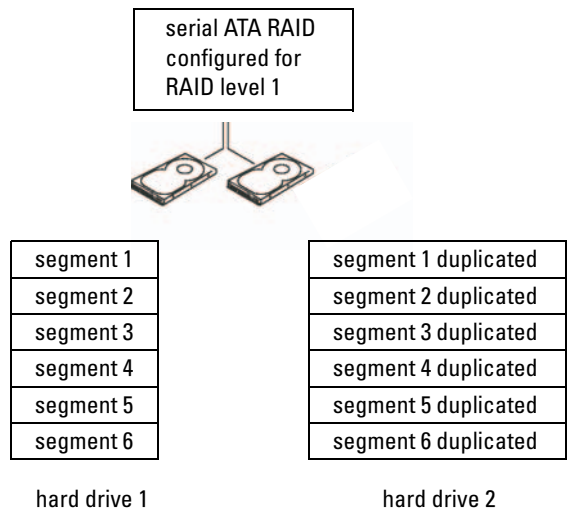 serial ATA RAID
configured for
RAID level 1
segment 1
segment 1 duplicated
segment 2
segment 2 duplicated
segment 3
segment 3 duplicated
segment 4
segment 4 duplicated
segment 5
segment 5 duplicated
segment 6
segment 6 duplicated
hard drive 1
hard drive 2